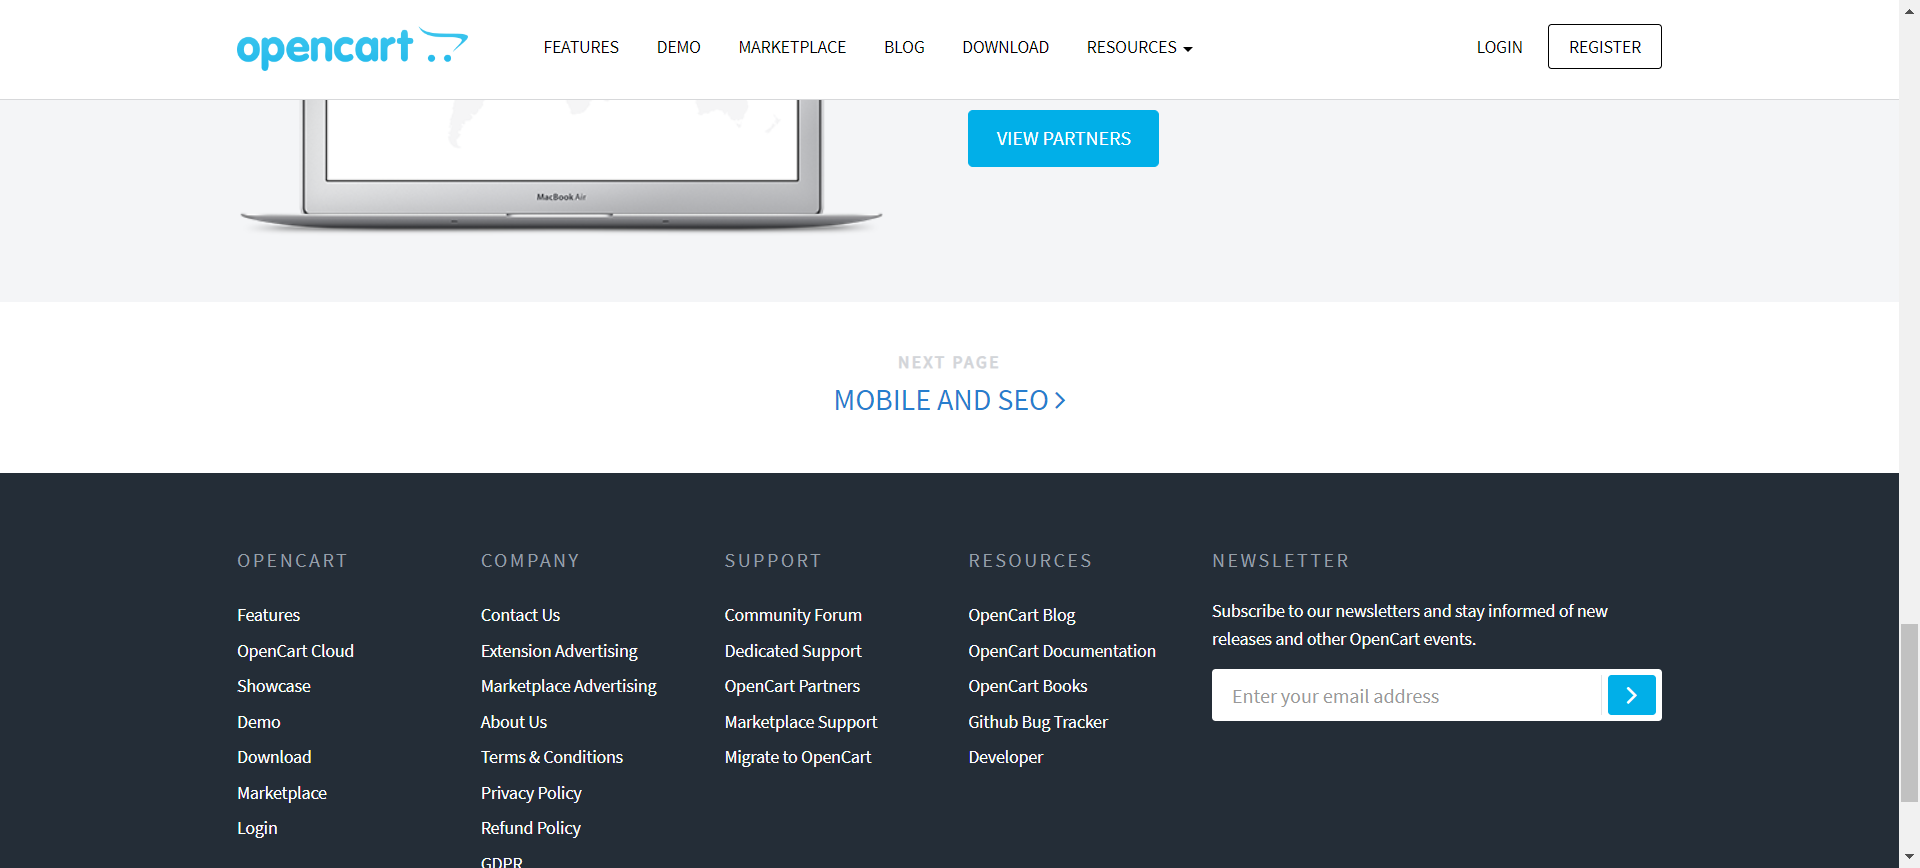 opencart
FEATURES DEMO MARKETPLACE BLOG DOWNLOAD RESOURCES LOGIN REGISTER
VIEW PARTNERS
MacBook Air
NEXT PAGE
MOBILE AND SEO
OPENCART
Features
OpenCart Cloud
Showcase
Demo
Download
Marketplace
Login
COMPANY
Contact Us
Extension Advertising
Marketplace Advertising
About Us
Terms & Conditions
Privacy Policy
Refund Policy
GDPR
SUPPORT
Community Forum
Dedicated Support
OpenCart Partners
Marketplace Support
Migrate to OpenCart
RESOURCES
OpenCart Blog
OpenCart Documentation
OpenCart Books
Github Bug Tracker
Developer
NEWSLETTER
Subscribe to our newsletters and stay informed of new
releases and other OpenCart events.
Enter your email address